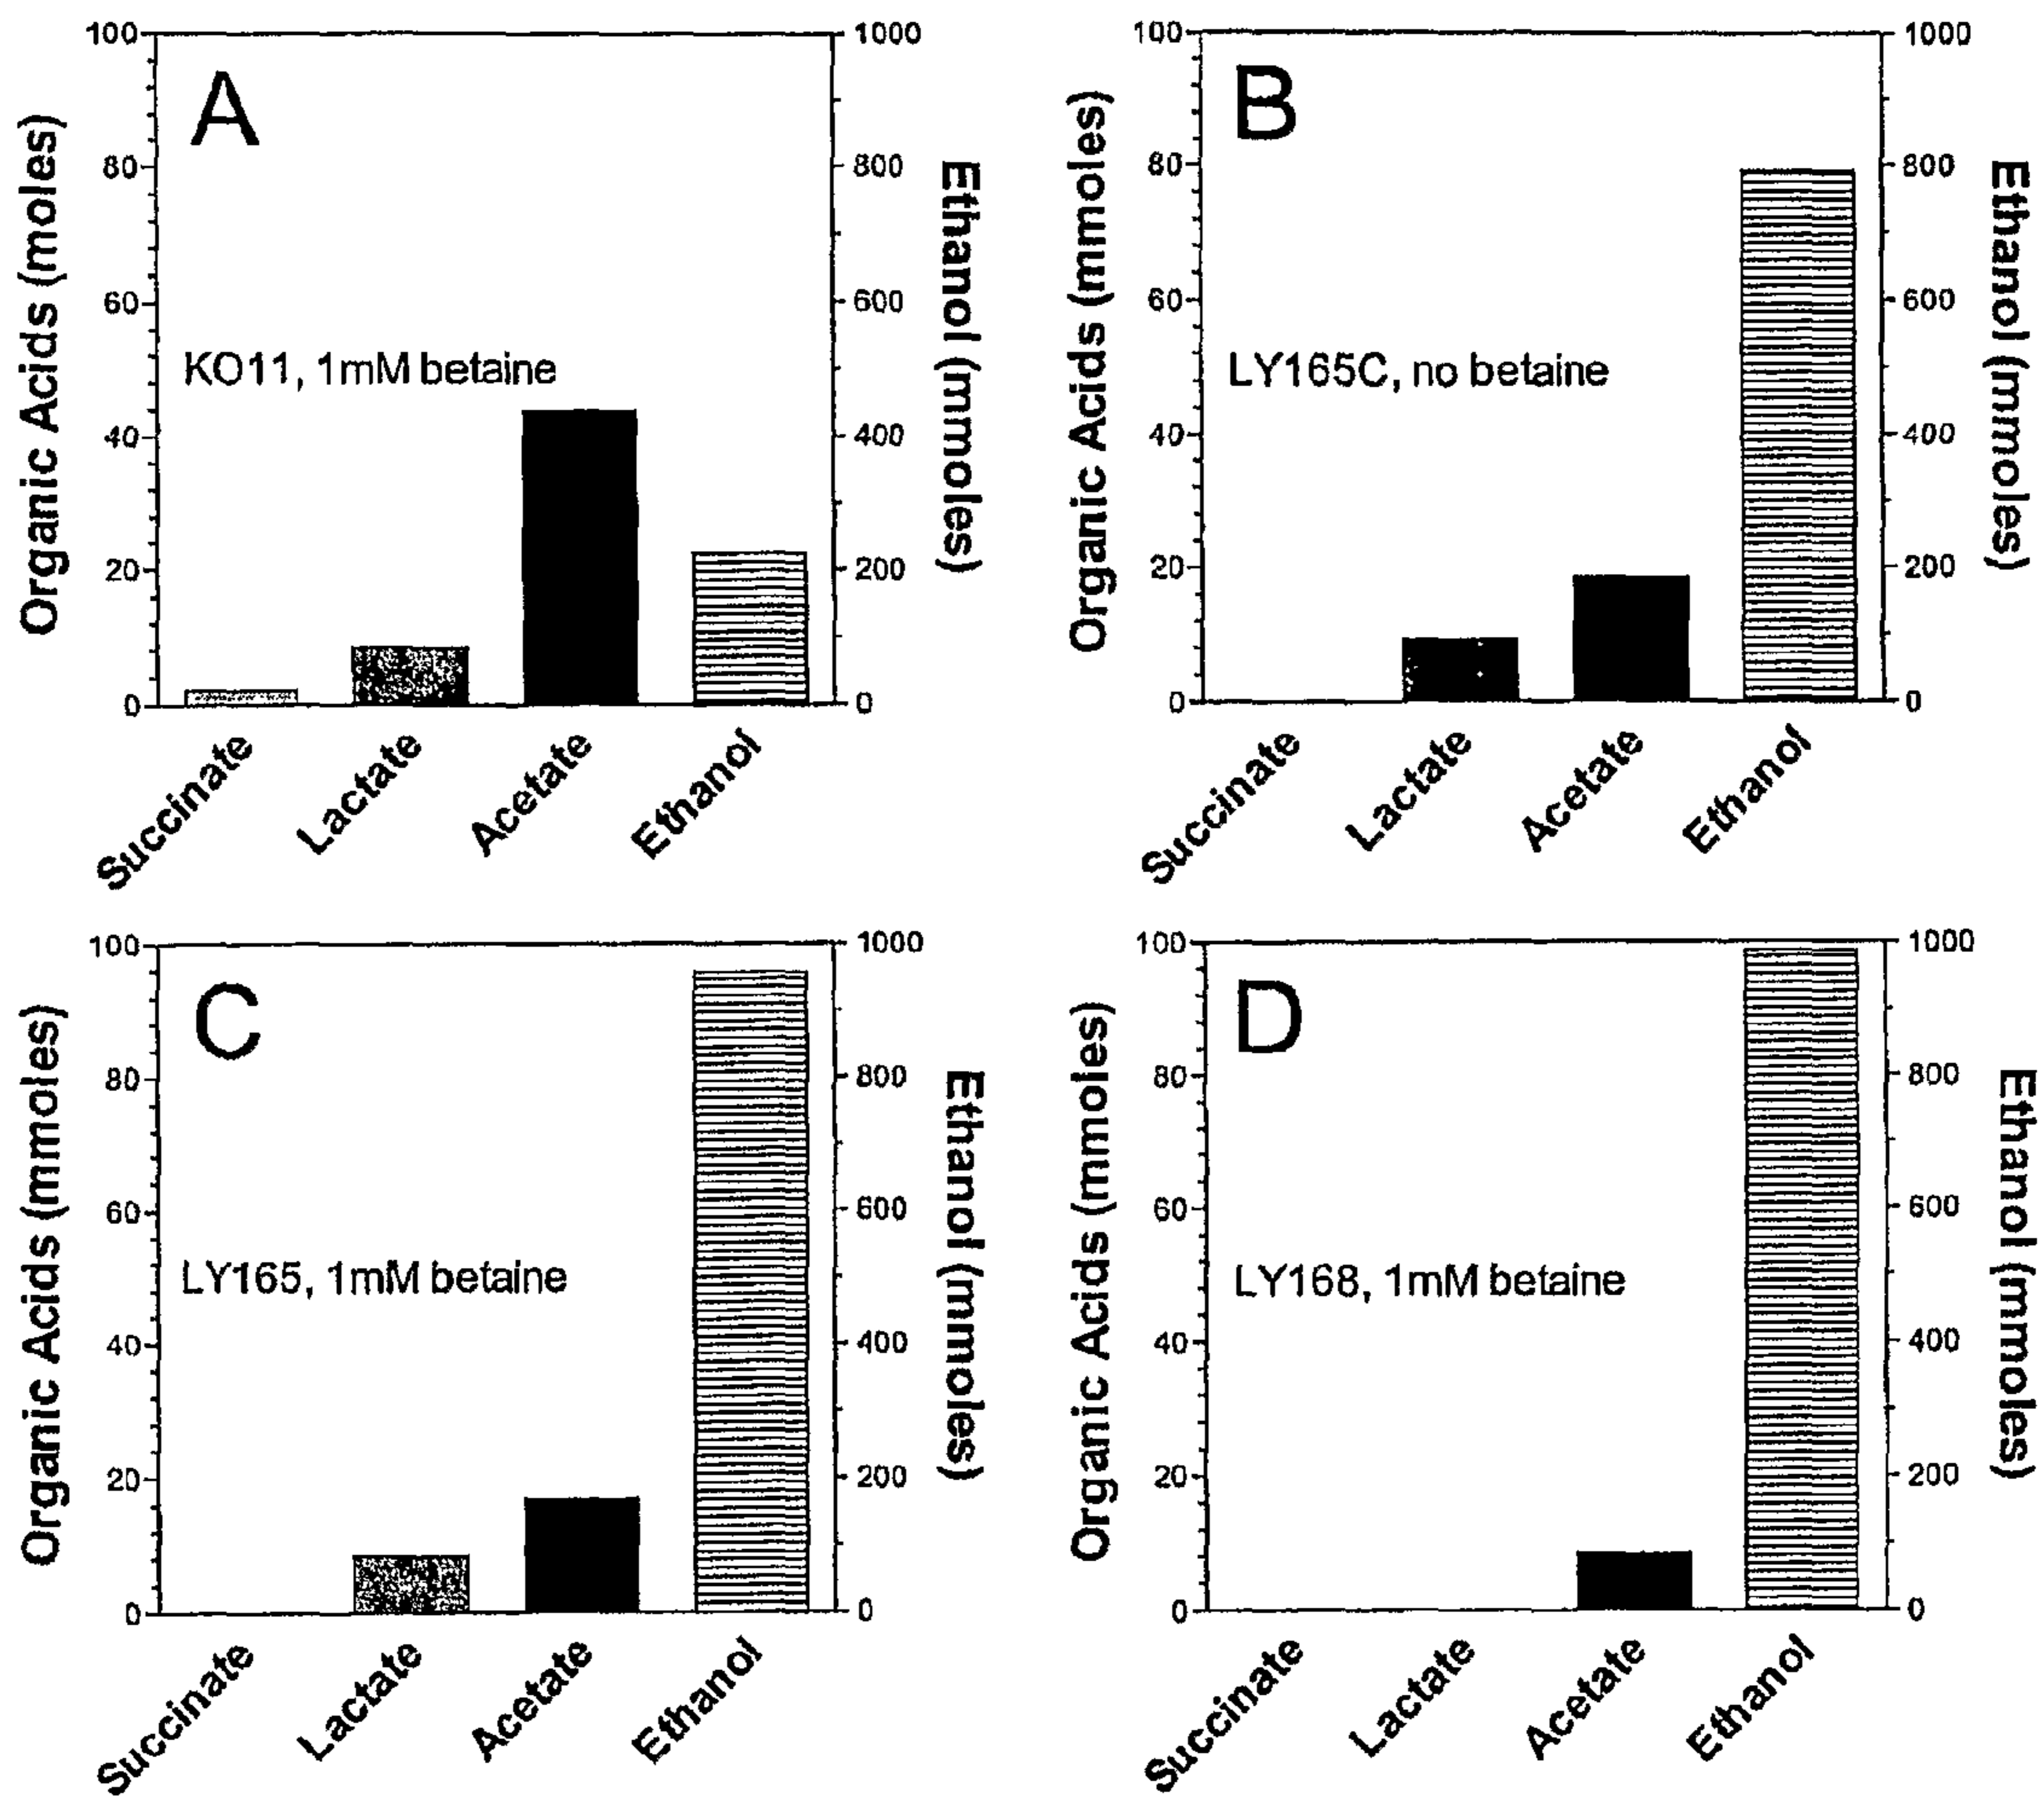 A
Organic Acids (moles)
100
80
60
40
20
0
KO11, 1mM betaine
1000
800
600
400
200
0
Ethanol (mmoles)
Succinate
Lactate
Acetate
Ethanol
B
Organic Acids (mmoles)
100
80
60
40
20
0
LY165C, no betaine
1000
800
600
400
200
0
Ethanol (mmoles)
Succinate
Lactate
Acetate
Ethanol
C
Organic Acids (mmoles)
100
80
60
40
20
0
LY165, 1mM betaine
1000
800
600
400
200
0
Ethanol (mmoles)
Succinate
Lactate
Acetate
Ethanol
D
Organic Acids (mmoles)
100
80
60
40
20
0
LY168, 1mM betaine
1000
800
600
400
200
0
Ethanol (mmoles)
Succinate
Lactate
Acetate
Ethanol